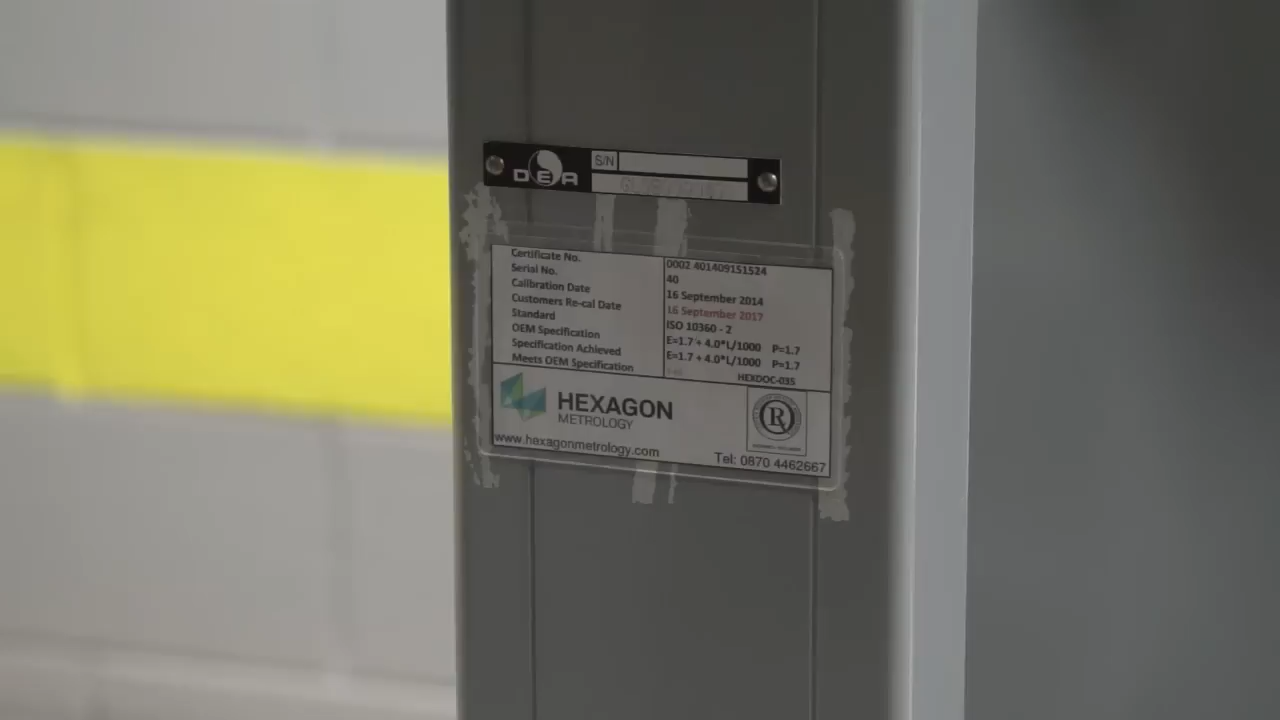 DEA
S/N
Certificate No. 0002 401409151524
Serial No. 40
Calibration Date 16 September 2014
Customers Re-cal Date 16 September 2017
Standard ISO 10360 - 2
OEM Specification E=1.7 + 4.0*L/1000 P=1.7
Specification Achieved E=1.7 + 4.0*L/1000 P=1.7
Meets OEM Specification
HEXDOC-035
HEXAGON
METROLOGY
R
www.hexagonmetrology.com
Tel: 0870 4462667